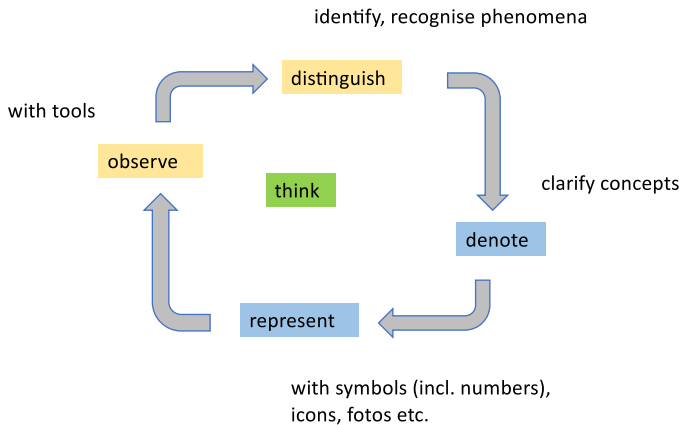 identify, recognise phenomena
distinguish
with tools
observe
think
clarify concepts
denote
represent
with symbols (incl. numbers),
icons, fotos etc.